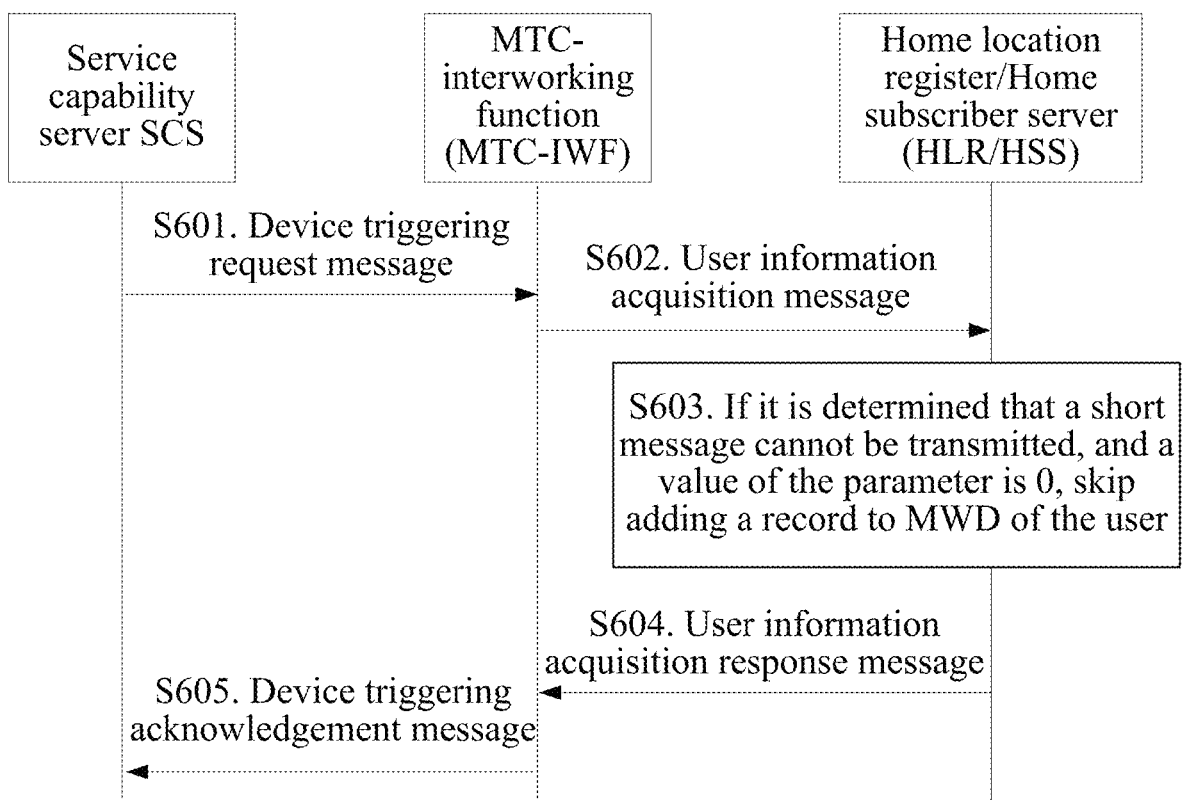 Service
capability
server SCS
MTC-
interworking
function
(MTC-IWF)
Home location
register/Home
subscriber server
(HLR/HSS)
S601. Device triggering
request message
S602. User information
acquisition message
S603. If it is determined that a short
message cannot be transmitted, and a
value of the parameter is 0, skip
adding a record to MWD of the user
S604. User information
acquisition response message
S605. Device triggering
acknowledgement message